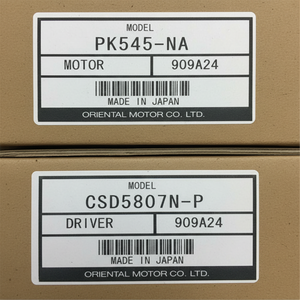 MODEL
PK545-NA
MOTOR 909A24
MADE IN JAPAN
ORIENTAL MOTOR CO. LTD.
MODEL
CSD5807N-P
DRIVER 909A24
MADE IN JAPAN
ORIENTAL MOTOR CO. LTD.